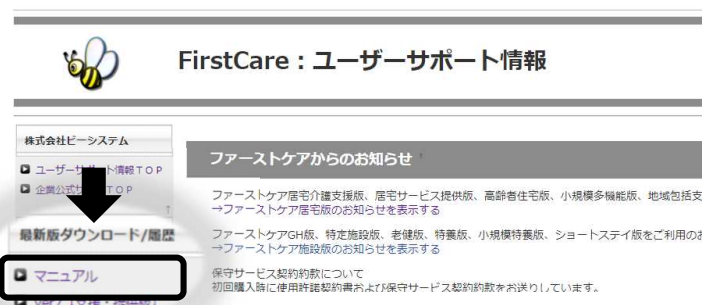 FirstCare：ユーザーサポート情報
株式会社ビーシステム
ユーザーサポート情報ＴＯＰ
企業公式ＴＯＰ
↑
最新版ダウンロード/履歴
マニュアル
ファーストケアからのお知らせ ↑
ファーストケア居宅介護支援版、居宅サービス提供版、高齢者住宅版、小規模多機能版、地域包括支
→ファーストケア居宅版のお知らせを表示する
ファーストケアGH版、特定施設版、老健版、特養版、小規模特養版、ショートステイ版をご利用のお
→ファーストケア施設版のお知らせを表示する
保守サービス契約約款について
初回購入時に使用許諾契約書および保守サービス契約約款をお送りしています。